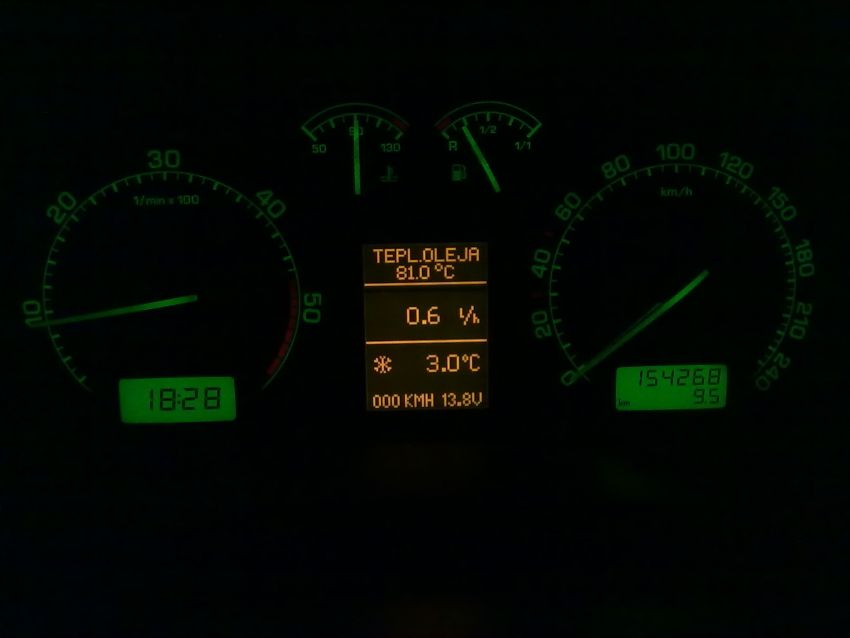 50 90 130
R 1/2 1/1
10 20 30 40 50
1/min x 100
18:28
TEPL.OLEJA
81.0 °C
0.6 l/h
3.0°C
000 KMH 13.8V
0 20 40 60 80 100 120 150 180 210 240
km/h
154268
km 9.5